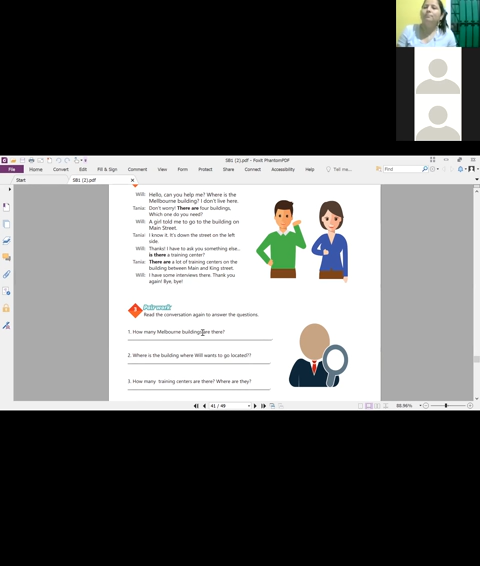 SB1 (2).pdf - Foxit PhantomPDF
File Home Convert Edit Fill & Sign Comment View Form Protect Share Connect Accessibility Help Tell me... Find
Start SB1 (2).pdf
Will: Hello, can you help me? Where is the
Mellbourne building? I don't live here.
Tania: Don't worry! There are four buildings.
Which one do you need?
Will: A girl told me to go to the building on
Main Street.
Tania: I know it. It's down the street on the left
side.
Will: Thanks! I have to ask you something else..
is there a training center?
Tania: There are a lot of training centers on the
building between Main and King street.
Will: I have some interviews there. Thank you
again! Bye, bye!
3 Pair work
Read the conversation again to answer the questions.
1. How many Melbourne buildings are there?
2. Where is the building where Will wants to go located??
3. How many training centers are there? Where are they?
41 / 49
88.98%